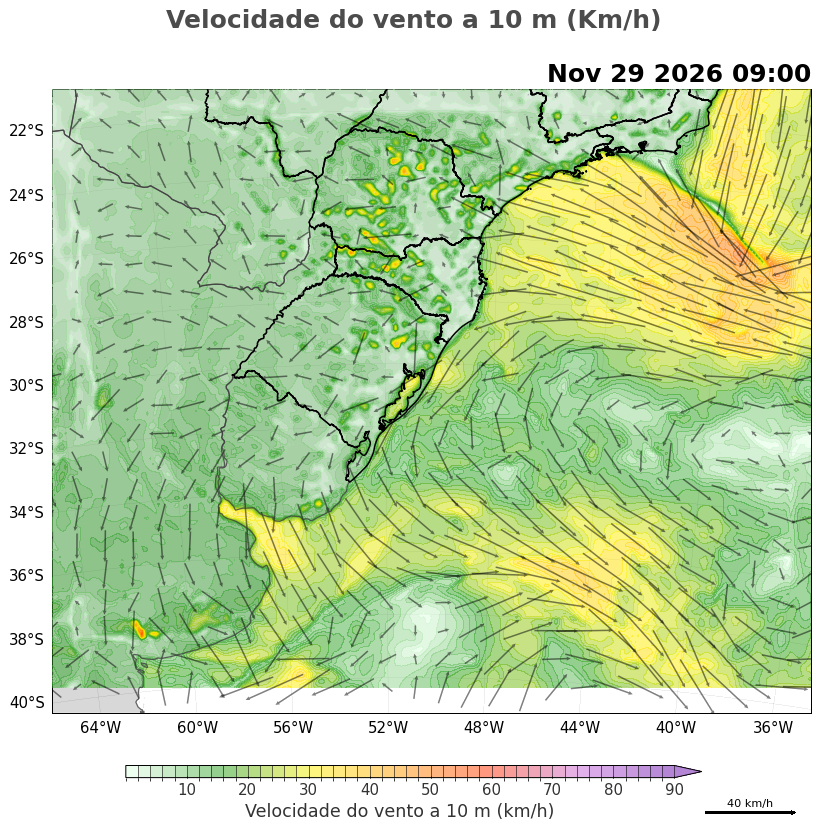 Velocidade do vento a 10 m (Km/h)
Nov 29 2026 09:00
22°S
24°S
26°S
28°S
30°S
32°S
34°S
36°S
38°S
40°S
64°W 60°W 56°W 52°W 48°W 44°W 40°W 36°W
10 20 30 40 50 60 70 80 90
Velocidade do vento a 10 m (km/h)
40 km/h